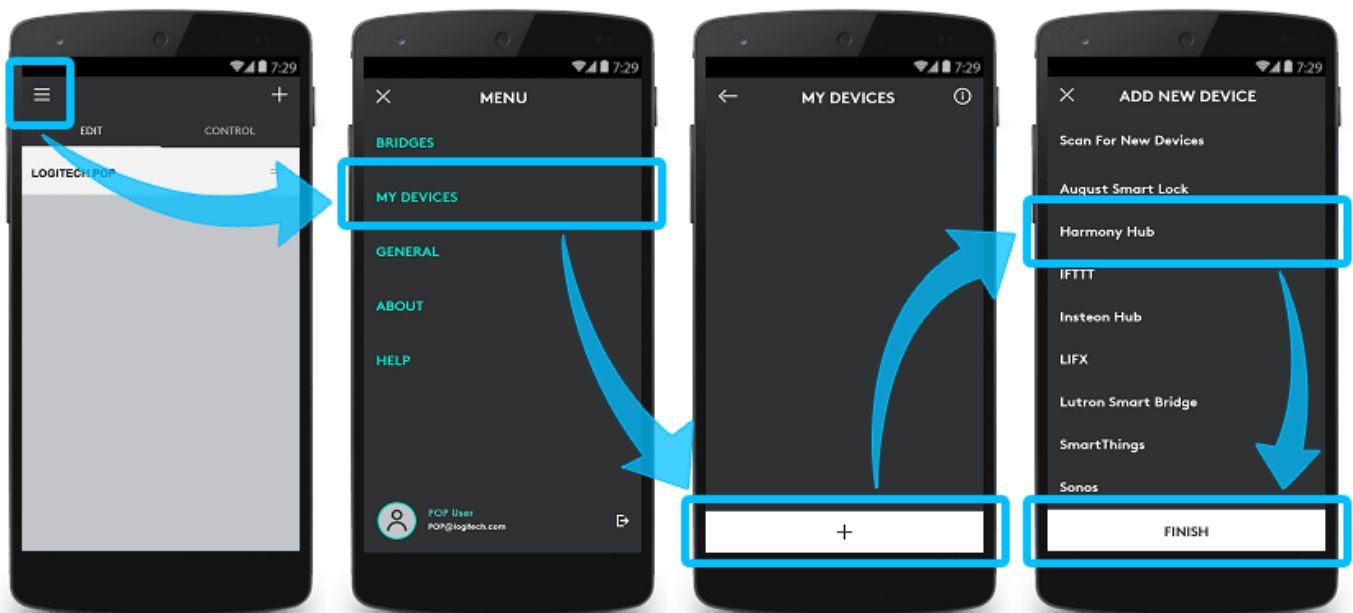 7:29
EDIT
CONTROL
LOGITECH POP
7:29
MENU
BRIDGES
MY DEVICES
GENERAL
ABOUT
HELP
POP User
POP@logitech.com
7:29
MY DEVICES
+
7:29
ADD NEW DEVICE
Scan For New Devices
August Smart Lock
Harmony Hub
IFTTT
Insteon Hub
LIFX
Lutron Smart Bridge
SmartThings
Sonos
FINISH